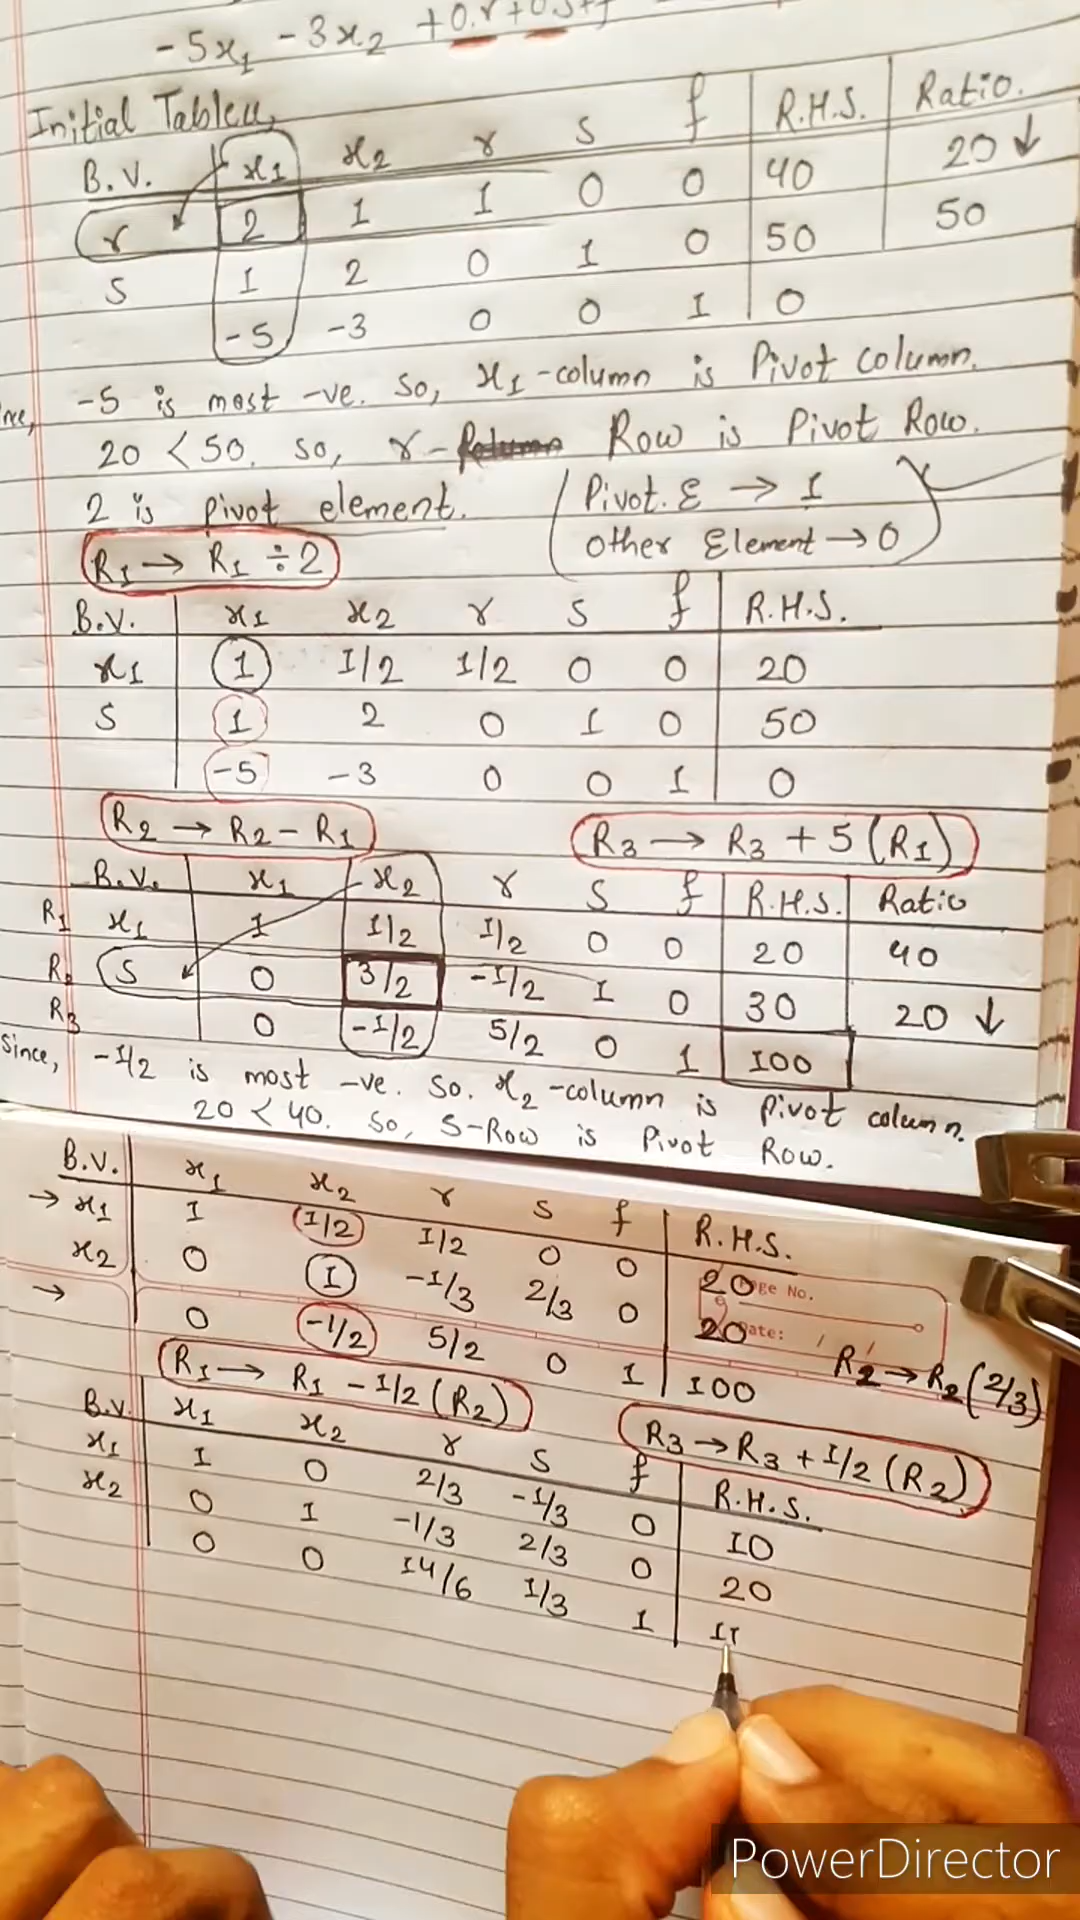 -5x₁ - 3x₂ + 0.r + 0.s + f
Initial Tableu,
B.V. x₁ x₂ r s f R.H.S. Ratio.
r 2 1 1 0 0 40 20 ↓
s 1 2 0 1 0 50 50
-5 -3 0 0 1 0
-5 is most -ve. So, x₁-column is Pivot column.
20 < 50. so, r- Row is Pivot Row.
2 is pivot element.
Pivot. E → 1
other Element → 0
R₁ → R₁ ÷ 2
B.V. x₁ x₂ r s f R.H.S.
x₁ 1 1/2 1/2 0 0 20
s 1 2 0 1 0 50
-5 -3 0 0 1 0
R₂ → R₂ - R₁ R₃ → R₃ + 5 (R₁)
B.V. x₁ x₂ r s f R.H.S. Ratio
R₁ x₁ 1 1/2 1/2 0 0 20 40
R₂ s 0 3/2 -1/2 1 0 30 20 ↓
R₃ 0 -1/2 5/2 0 1 100
Since, -1/2 is most -ve. So. x₂-column is pivot column.
20 < 40. So, S-Row is Pivot Row.
B.V. x₁ x₂ r s f R.H.S.
→ x₁ 1 1/2 1/2 0 0 20
x₂ 0 1 -1/3 2/3 0 20
→ 0 -1/2 5/2 0 1 100
Page No.
Date:
R₂ → R₂ (2/3)
R₁ → R₁ - 1/2 (R₂) R₃ → R₃ + 1/2 (R₂)
B.V. x₁ x₂ r s f R.H.S.
x₁ 1 0 2/3 -1/3 0 10
x₂ 0 1 -1/3 2/3 0 20
0 0 14/6 1/3 1 11
PowerDirector